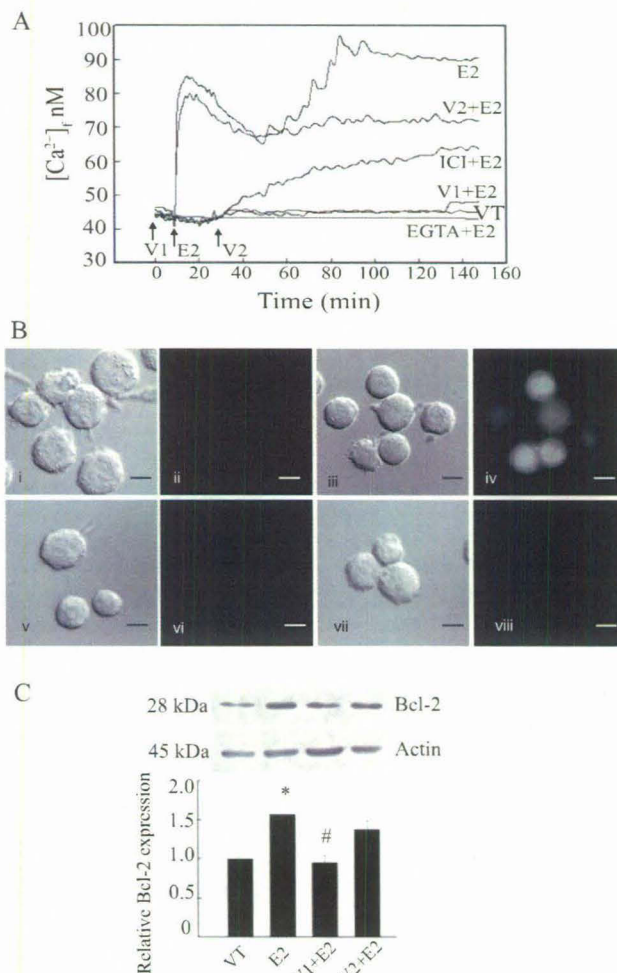 A
[Ca²⁻]f nM
100
90
80
70
60
50
40
30
E2
V2+E2
ICI+E2
V1+E2
VT
EGTA+E2
V1
E2
V2
0
20
40
60
80
100
120
140
160
Time (min)
B
i
ii
iii
iv
v
vi
vii
viii
C
28 kDa
Bcl-2
45 kDa
Actin
Relative Bcl-2 expression
2.0
1.5
1.0
0.5
0
*
#
VT
E2
V1+E2
V2+E2